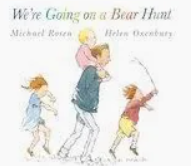 We're Going on a Bear Hunt
Michael Rosen Helen Oxenbury